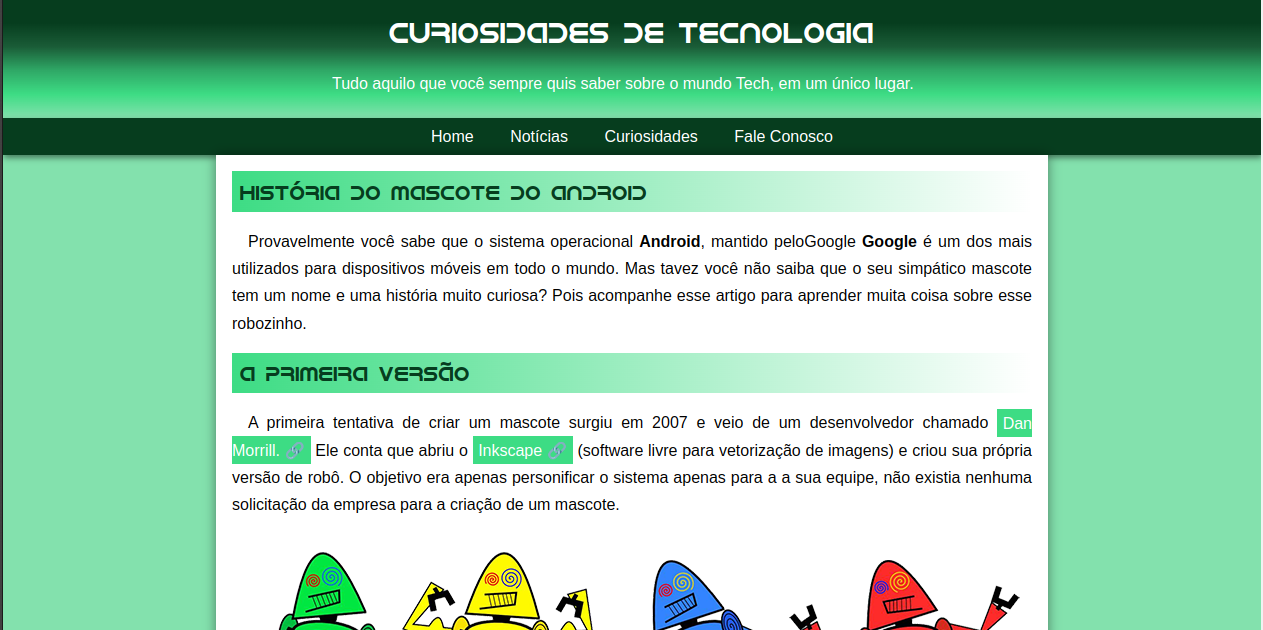 CURIOSIDADES DE TECNOLOGIA
Tudo aquilo que você sempre quis saber sobre o mundo Tech, em um único lugar.
Home Notícias Curiosidades Fale Conosco
HISTÓRIA DO MASCOTE DO ANDROID
Provavelmente você sabe que o sistema operacional Android, mantido peloGoogle Google é um dos mais
utilizados para dispositivos móveis em todo o mundo. Mas tavez você não saiba que o seu simpático mascote
tem um nome e uma história muito curiosa? Pois acompanhe esse artigo para aprender muita coisa sobre esse
robozinho.
A PRIMEIRA VERSÃO
A primeira tentativa de criar um mascote surgiu em 2007 e veio de um desenvolvedor chamado Dan
Morrill. 🔗 Ele conta que abriu o Inkscape 🔗 (software livre para vetorização de imagens) e criou sua própria
versão de robô. O objetivo era apenas personificar o sistema apenas para a a sua equipe, não existia nenhuma
solicitação da empresa para a criação de um mascote.